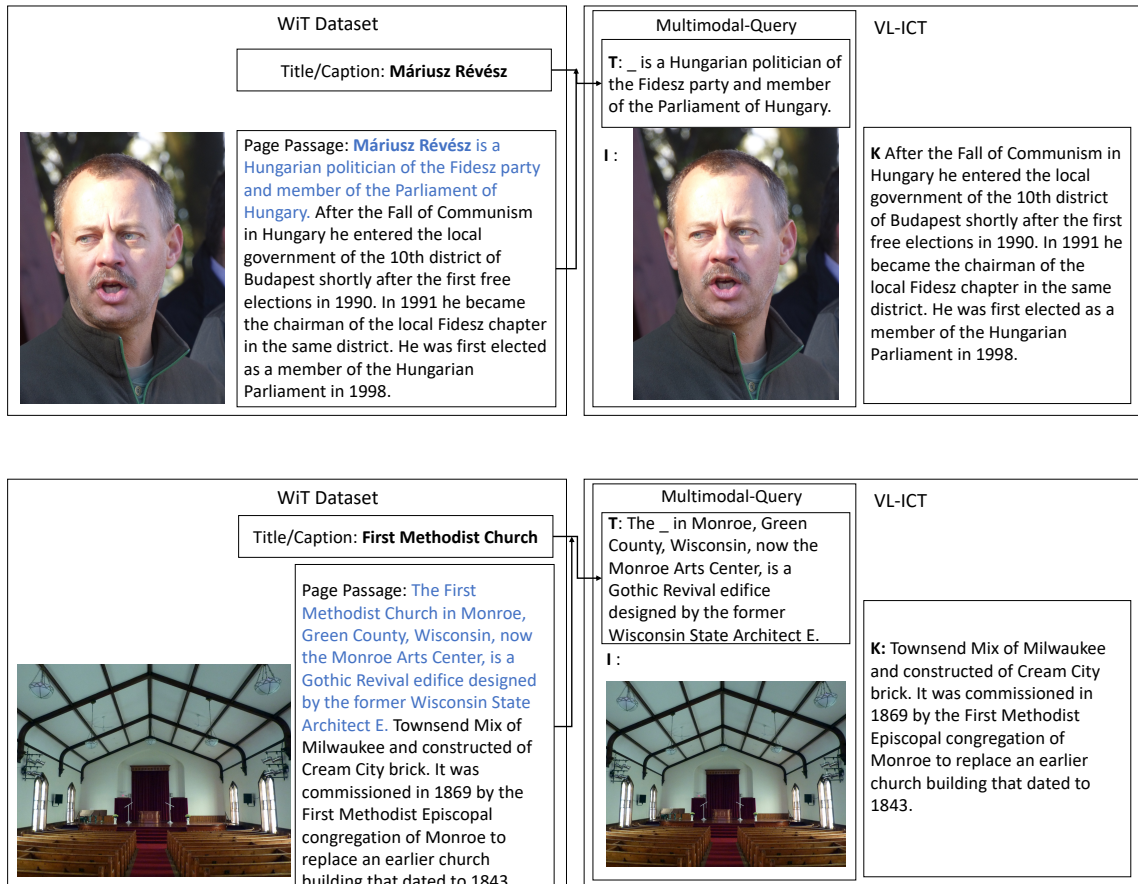 WiT Dataset
Title/Caption: Máriusz Révész
Page Passage: Máriusz Révész is a
Hungarian politician of the Fidesz party
and member of the Parliament of
Hungary. After the Fall of Communism
in Hungary he entered the local
government of the 10th district of
Budapest shortly after the first free
elections in 1990. In 1991 he became
the chairman of the local Fidesz chapter
in the same district. He was first elected
as a member of the Hungarian
Parliament in 1998.
Multimodal-Query
VL-ICT
T: _ is a Hungarian politician of
the Fidesz party and member
of the Parliament of Hungary.
I :
K After the Fall of Communism in
Hungary he entered the local
government of the 10th district
of Budapest shortly after the first
free elections in 1990. In 1991 he
became the chairman of the
local Fidesz chapter in the same
district. He was first elected as a
member of the Hungarian
Parliament in 1998.
WiT Dataset
Title/Caption: First Methodist Church
Page Passage: The First
Methodist Church in Monroe,
Green County, Wisconsin, now
the Monroe Arts Center, is a
Gothic Revival edifice designed
by the former Wisconsin State
Architect E. Townsend Mix of
Milwaukee and constructed of
Cream City brick. It was
commissioned in 1869 by the
First Methodist Episcopal
congregation of Monroe to
replace an earlier church
building that dated to 1843.
Multimodal-Query
VL-ICT
T: The _ in Monroe, Green
County, Wisconsin, now the
Monroe Arts Center, is a
Gothic Revival edifice
designed by the former
Wisconsin State Architect E.
I :
K: Townsend Mix of Milwaukee
and constructed of Cream City
brick. It was commissioned in
1869 by the First Methodist
Episcopal congregation of
Monroe to replace an earlier
church building that dated to
1843.